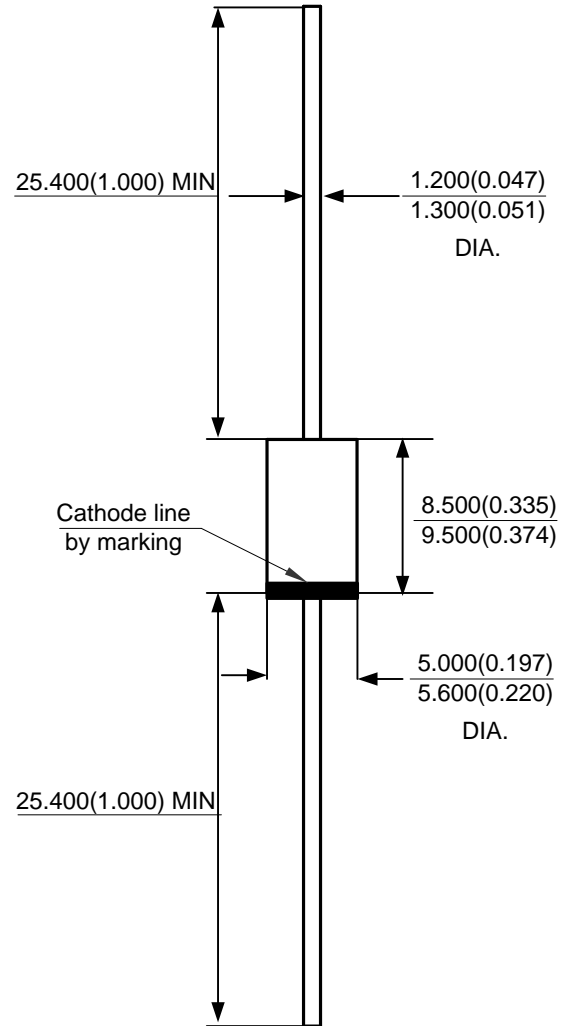 25.400(1.000) MIN
1.200(0.047)
1.300(0.051)
DIA.
Cathode line
by marking
8.500(0.335)
9.500(0.374)
5.000(0.197)
5.600(0.220)
DIA.
25.400(1.000) MIN